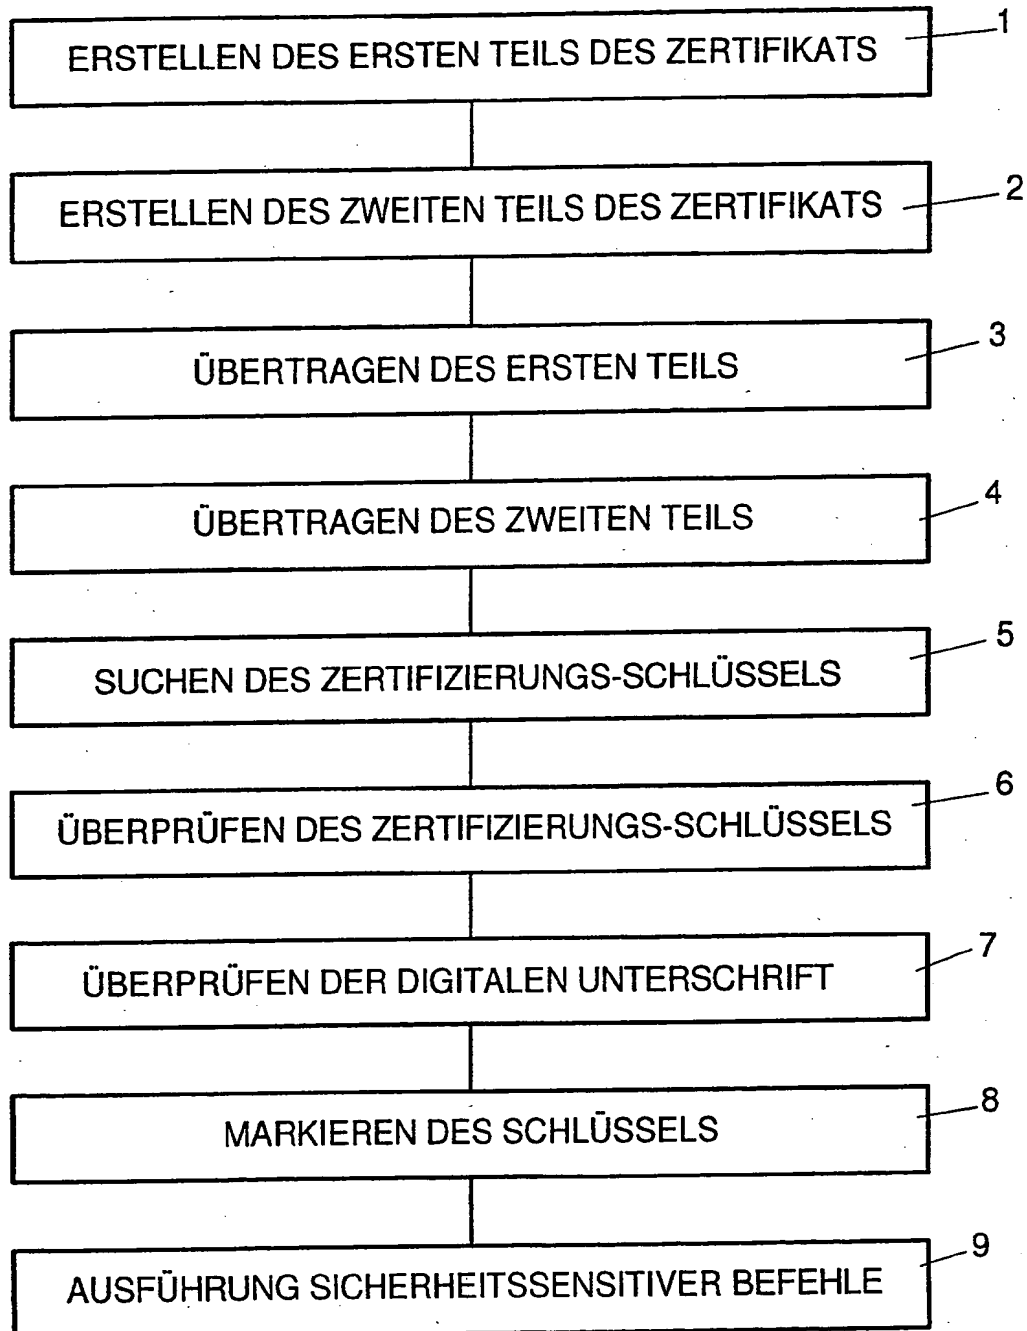 1
ERSTELLEN DES ERSTEN TEILS DES ZERTIFIKATS
2
ERSTELLEN DES ZWEITEN TEILS DES ZERTIFIKATS
3
ÜBERTRAGEN DES ERSTEN TEILS
4
ÜBERTRAGEN DES ZWEITEN TEILS
5
SUCHEN DES ZERTIFIZIERUNGS-SCHLÜSSELS
6
ÜBERPRÜFEN DES ZERTIFIZIERUNGS-SCHLÜSSELS
7
ÜBERPRÜFEN DER DIGITALEN UNTERSCHRIFT
8
MARKIEREN DES SCHLÜSSELS
9
AUSFÜHRUNG SICHERHEITSSENSITIVER BEFEHLE